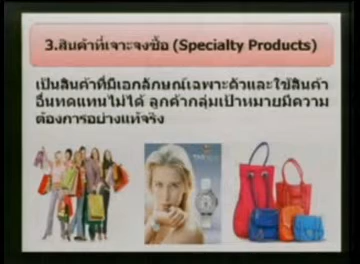 3.สินค้าที่เจาะจงซื้อ (Specialty Products)
เป็นสินค้าที่มีเอกลักษณ์เฉพาะตัวและใช้สินค้า
อื่นทดแทนไม่ได้ ลูกค้ากลุ่มเป้าหมายมีความ
ต้องการอย่างแท้จริง